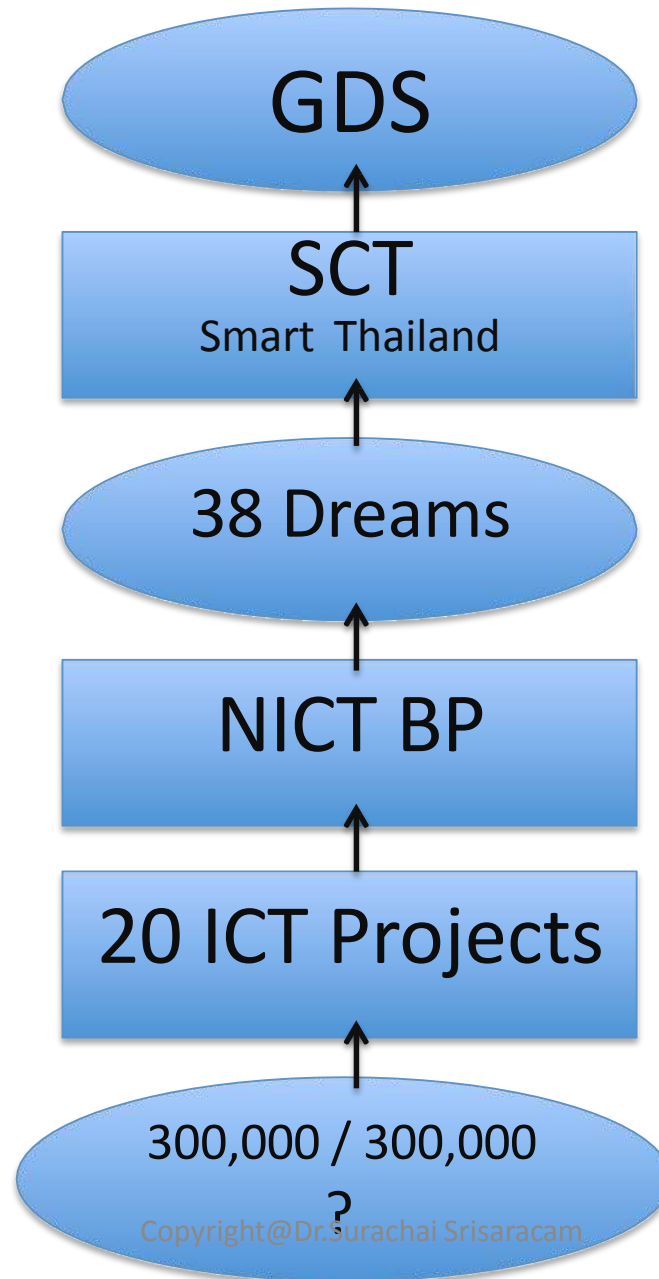 GDS
SCT
Smart Thailand
38 Dreams
NICT BP
20 ICT Projects
300,000 / 300,000
?
Copyright@Dr.Surachai Srisaracam